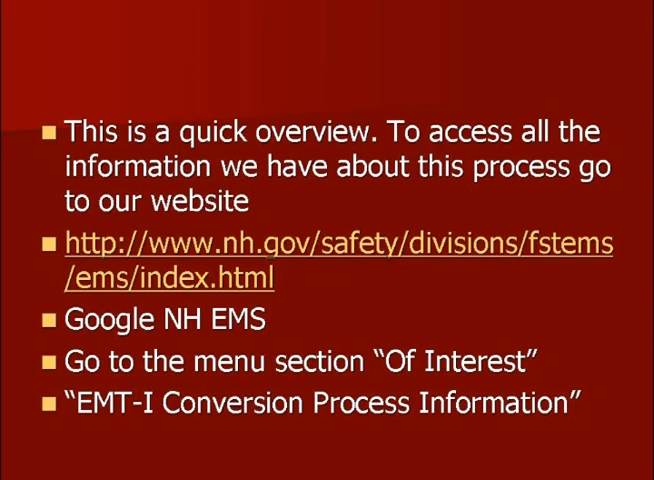 This is a quick overview. To access all the
information we have about this process go
to our website
http://www.nh.gov/safety/divisions/fstems
/ems/index.html
Google NH EMS
Go to the menu section “Of Interest”
“EMT-I Conversion Process Information”